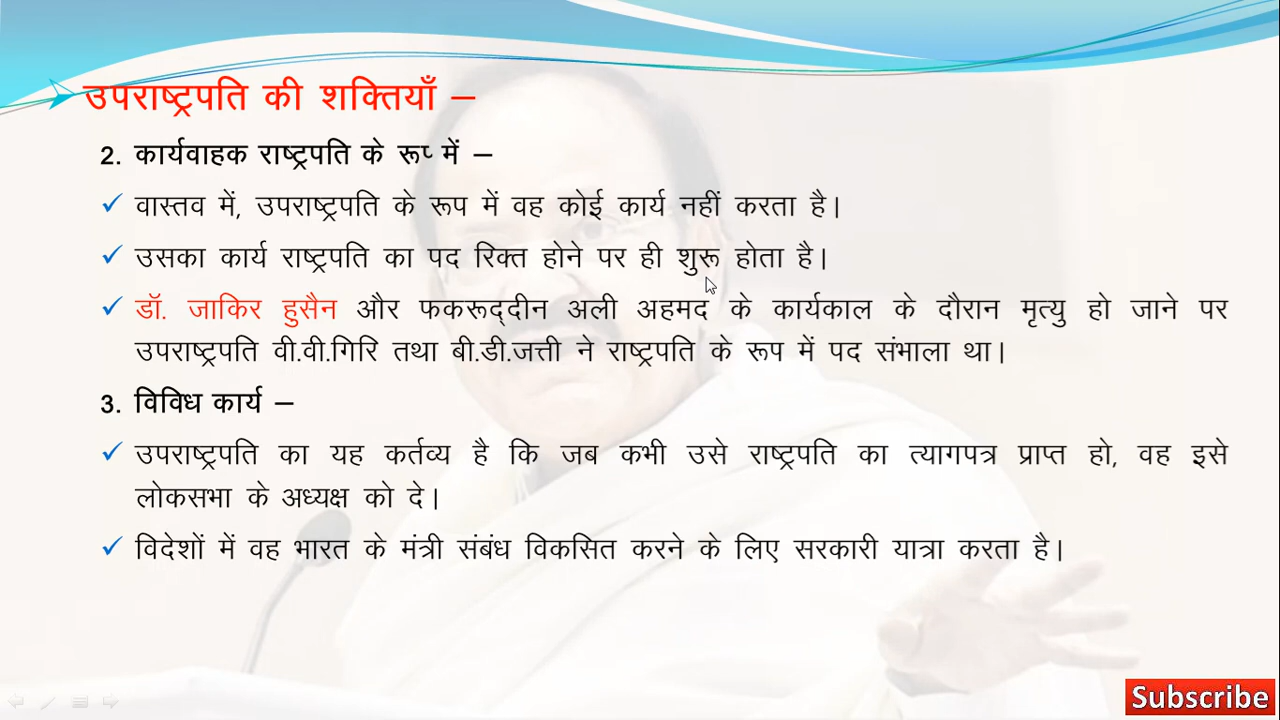 उपराष्ट्रपति की शक्तियाँ –
2. कार्यवाहक राष्ट्रपति के रूप में –
✓ वास्तव में, उपराष्ट्रपति के रूप में वह कोई कार्य नहीं करता है।
✓ उसका कार्य राष्ट्रपति का पद रिक्त होने पर ही शुरू होता है।
✓ डॉ. जाकिर हुसैन और फकरूद्दीन अली अहमद के कार्यकाल के दौरान मृत्यु हो जाने पर
उपराष्ट्रपति वी.वी.गिरि तथा बी.डी.जत्ती ने राष्ट्रपति के रूप में पद संभाला था।
3. विविध कार्य –
✓ उपराष्ट्रपति का यह कर्तव्य है कि जब कभी उसे राष्ट्रपति का त्यागपत्र प्राप्त हो, वह इसे
लोकसभा के अध्यक्ष को दे।
✓ विदेशों में वह भारत के मंत्री संबंध विकसित करने के लिए सरकारी यात्रा करता है।
Subscribe